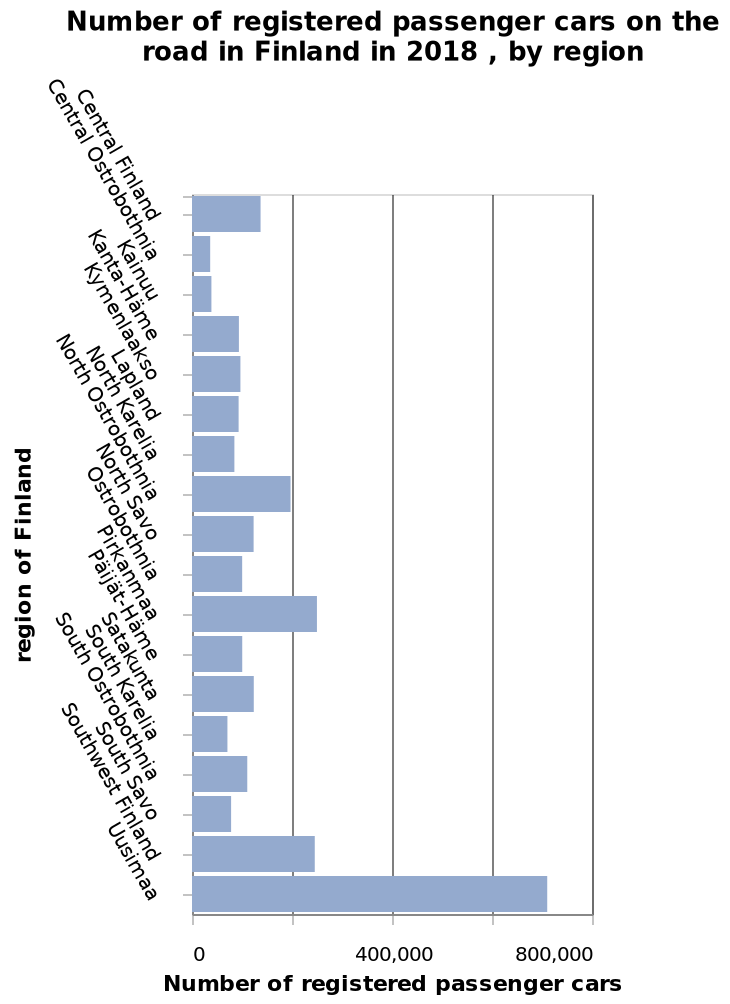 Number of registered passenger cars on the
road in Finland in 2018 , by region
region of Finland
Central Finland
Central Ostrobothnia
Kainuu
Kanta-Häme
Kymenlaakso
Lapland
North Karelia
North Ostrobothnia
North Savo
Ostrobothnia
Pirkanmaa
Päijät-Häme
Satakunta
South Karelia
South Ostrobothnia
South Savo
Southwest Finland
Uusimaa
0 400,000 800,000
Number of registered passenger cars